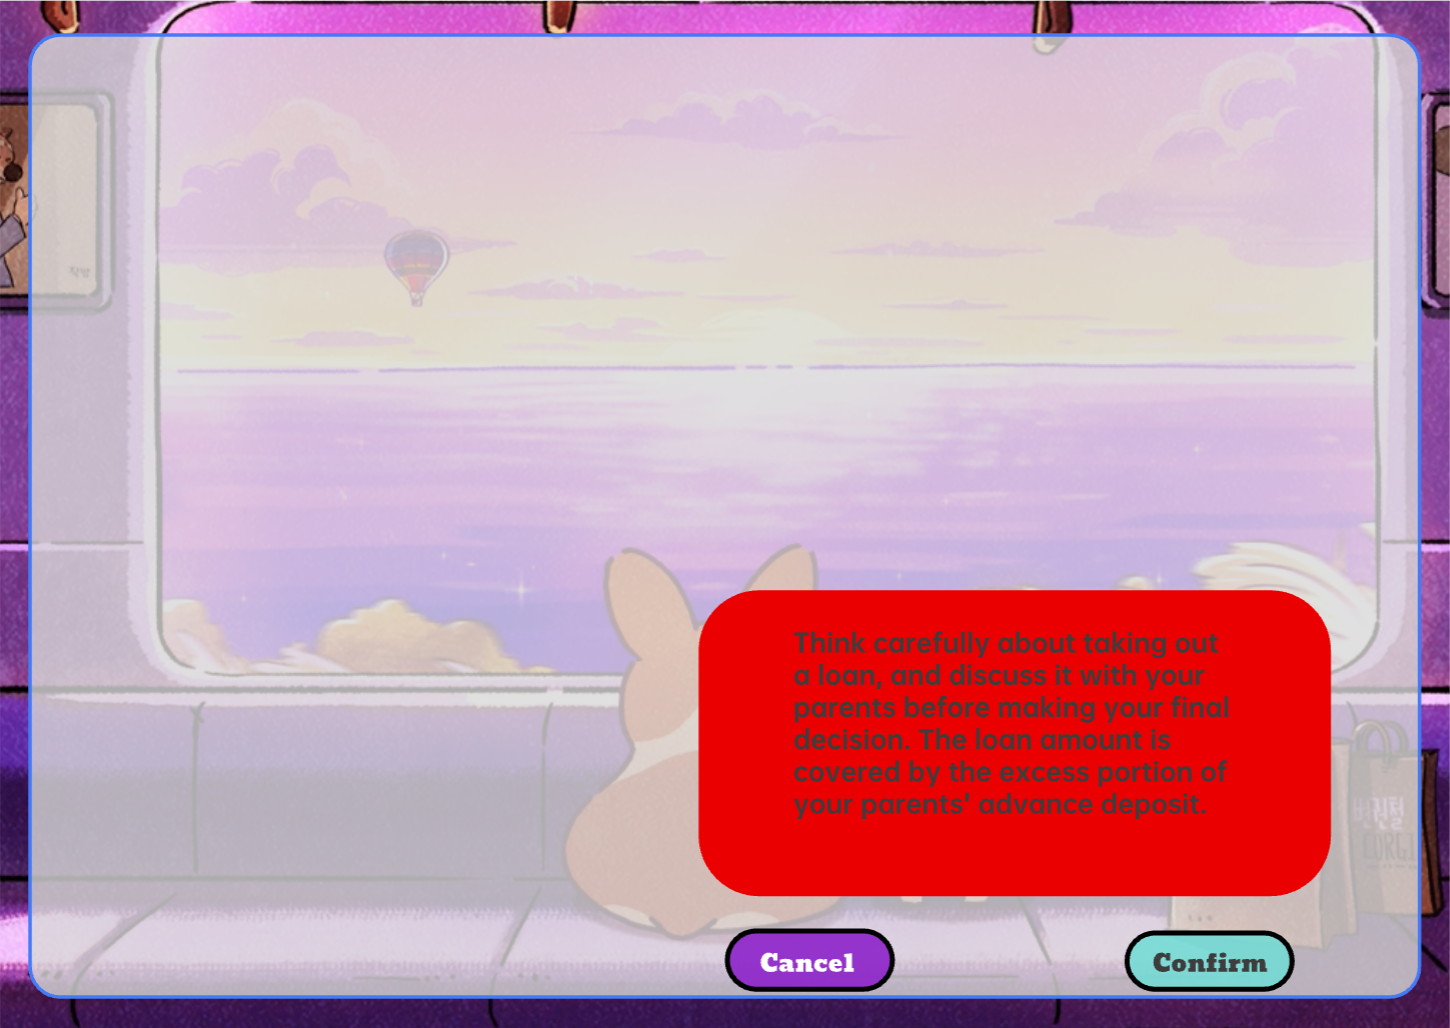 Think carefully about taking out
a loan, and discuss it with your
parents before making your final
decision. The loan amount is
covered by the excess portion of
your parents' advance deposit.
CORGI
Cancel
Confirm